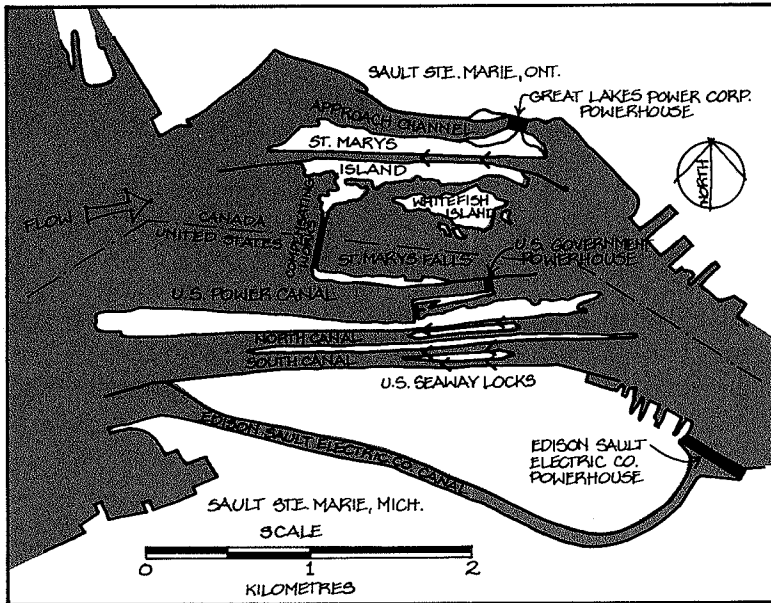 SAULT STE. MARIE, ONT.
GREAT LAKES POWER CORP.
POWERHOUSE
APPROACH CHANNEL
ST. MARYS
ISLAND
WHITEFISH
ISLAND
NORTH
FLOW
CANADA
UNITED STATES
COMPENSATING
WORKS
ST. MARYS FALLS
U.S. GOVERNMENT
POWERHOUSE
U.S. POWER CANAL
NORTH CANAL
SOUTH CANAL
U.S. SEAWAY LOCKS
EDISON SAULT ELECTRIC CO. CANAL
EDISON SAULT
ELECTRIC CO.
POWERHOUSE
SAULT STE. MARIE, MICH.
SCALE
0 1 2
KILOMETRES